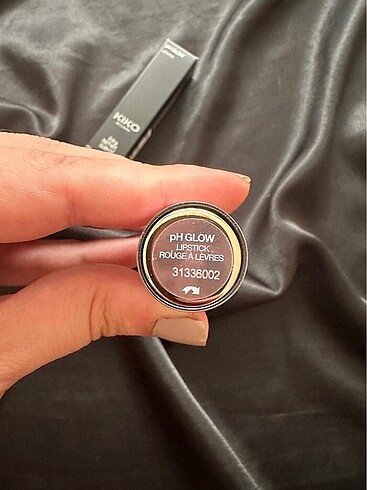 KIKO
pH GLOW
LIPSTICK
ROUGE À LÈVRES
31336002